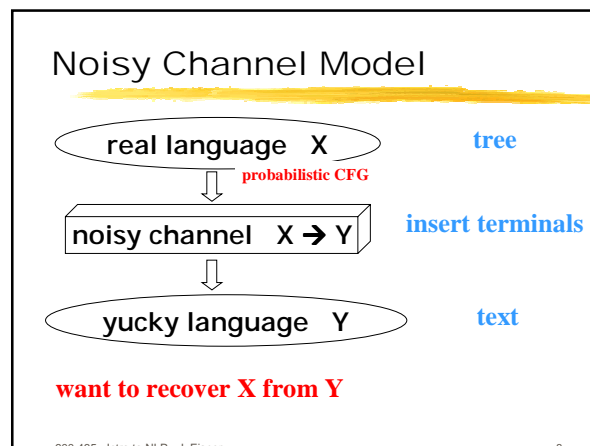 Noisy Channel Model
real language X
tree
probabilistic CFG
noisy channel X → Y
insert terminals
yucky language Y
text
want to recover X from Y